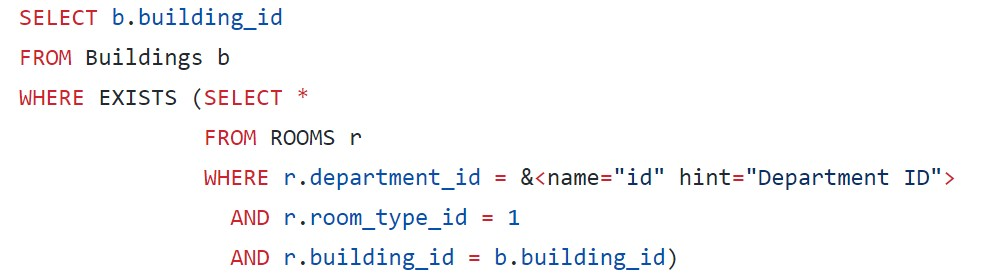 SELECT b.building_id
FROM Buildings b
WHERE EXISTS (SELECT *
FROM ROOMS r
WHERE r.department_id = &<name="id" hint="Department ID">
AND r.room_type_id = 1
AND r.building_id = b.building_id)